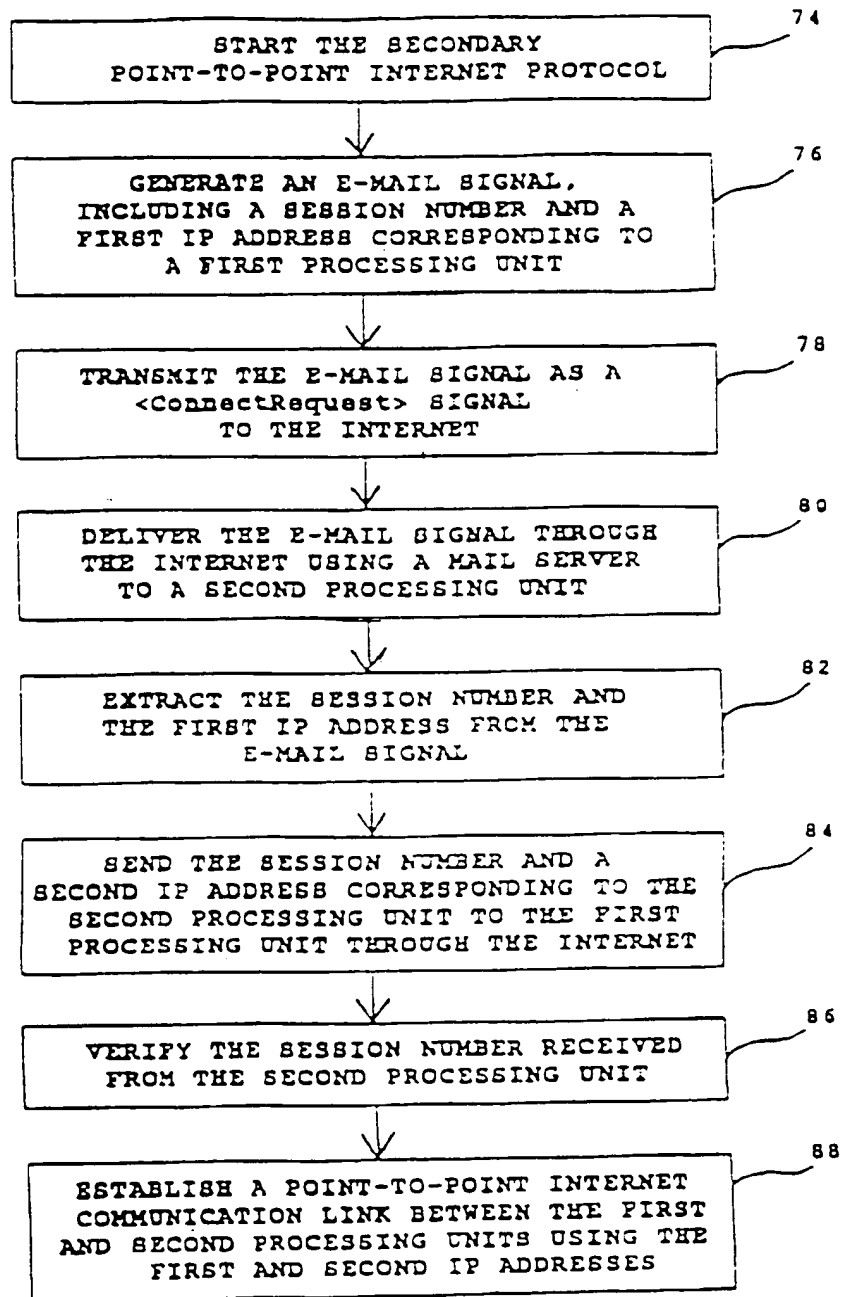 74
START THE SECONDARY
POINT-TO-POINT INTERNET PROTOCOL
76
GENERATE AN E-MAIL SIGNAL,
INCLUDING A SESSION NUMBER AND A
FIRST IP ADDRESS CORRESPONDING TO
A FIRST PROCESSING UNIT
78
TRANSMIT THE E-MAIL SIGNAL AS A
<ConnectRequest> SIGNAL
TO THE INTERNET
80
DELIVER THE E-MAIL SIGNAL THROUGH
THE INTERNET USING A MAIL SERVER
TO A SECOND PROCESSING UNIT
82
EXTRACT THE SESSION NUMBER AND
THE FIRST IP ADDRESS FROM THE
E-MAIL SIGNAL
84
SEND THE SESSION NUMBER AND A
SECOND IP ADDRESS CORRESPONDING TO THE
SECOND PROCESSING UNIT TO THE FIRST
PROCESSING UNIT THROUGH THE INTERNET
86
VERIFY THE SESSION NUMBER RECEIVED
FROM THE SECOND PROCESSING UNIT
88
ESTABLISH A POINT-TO-POINT INTERNET
COMMUNICATION LINK BETWEEN THE FIRST
AND SECOND PROCESSING UNITS USING THE
FIRST AND SECOND IP ADDRESSES